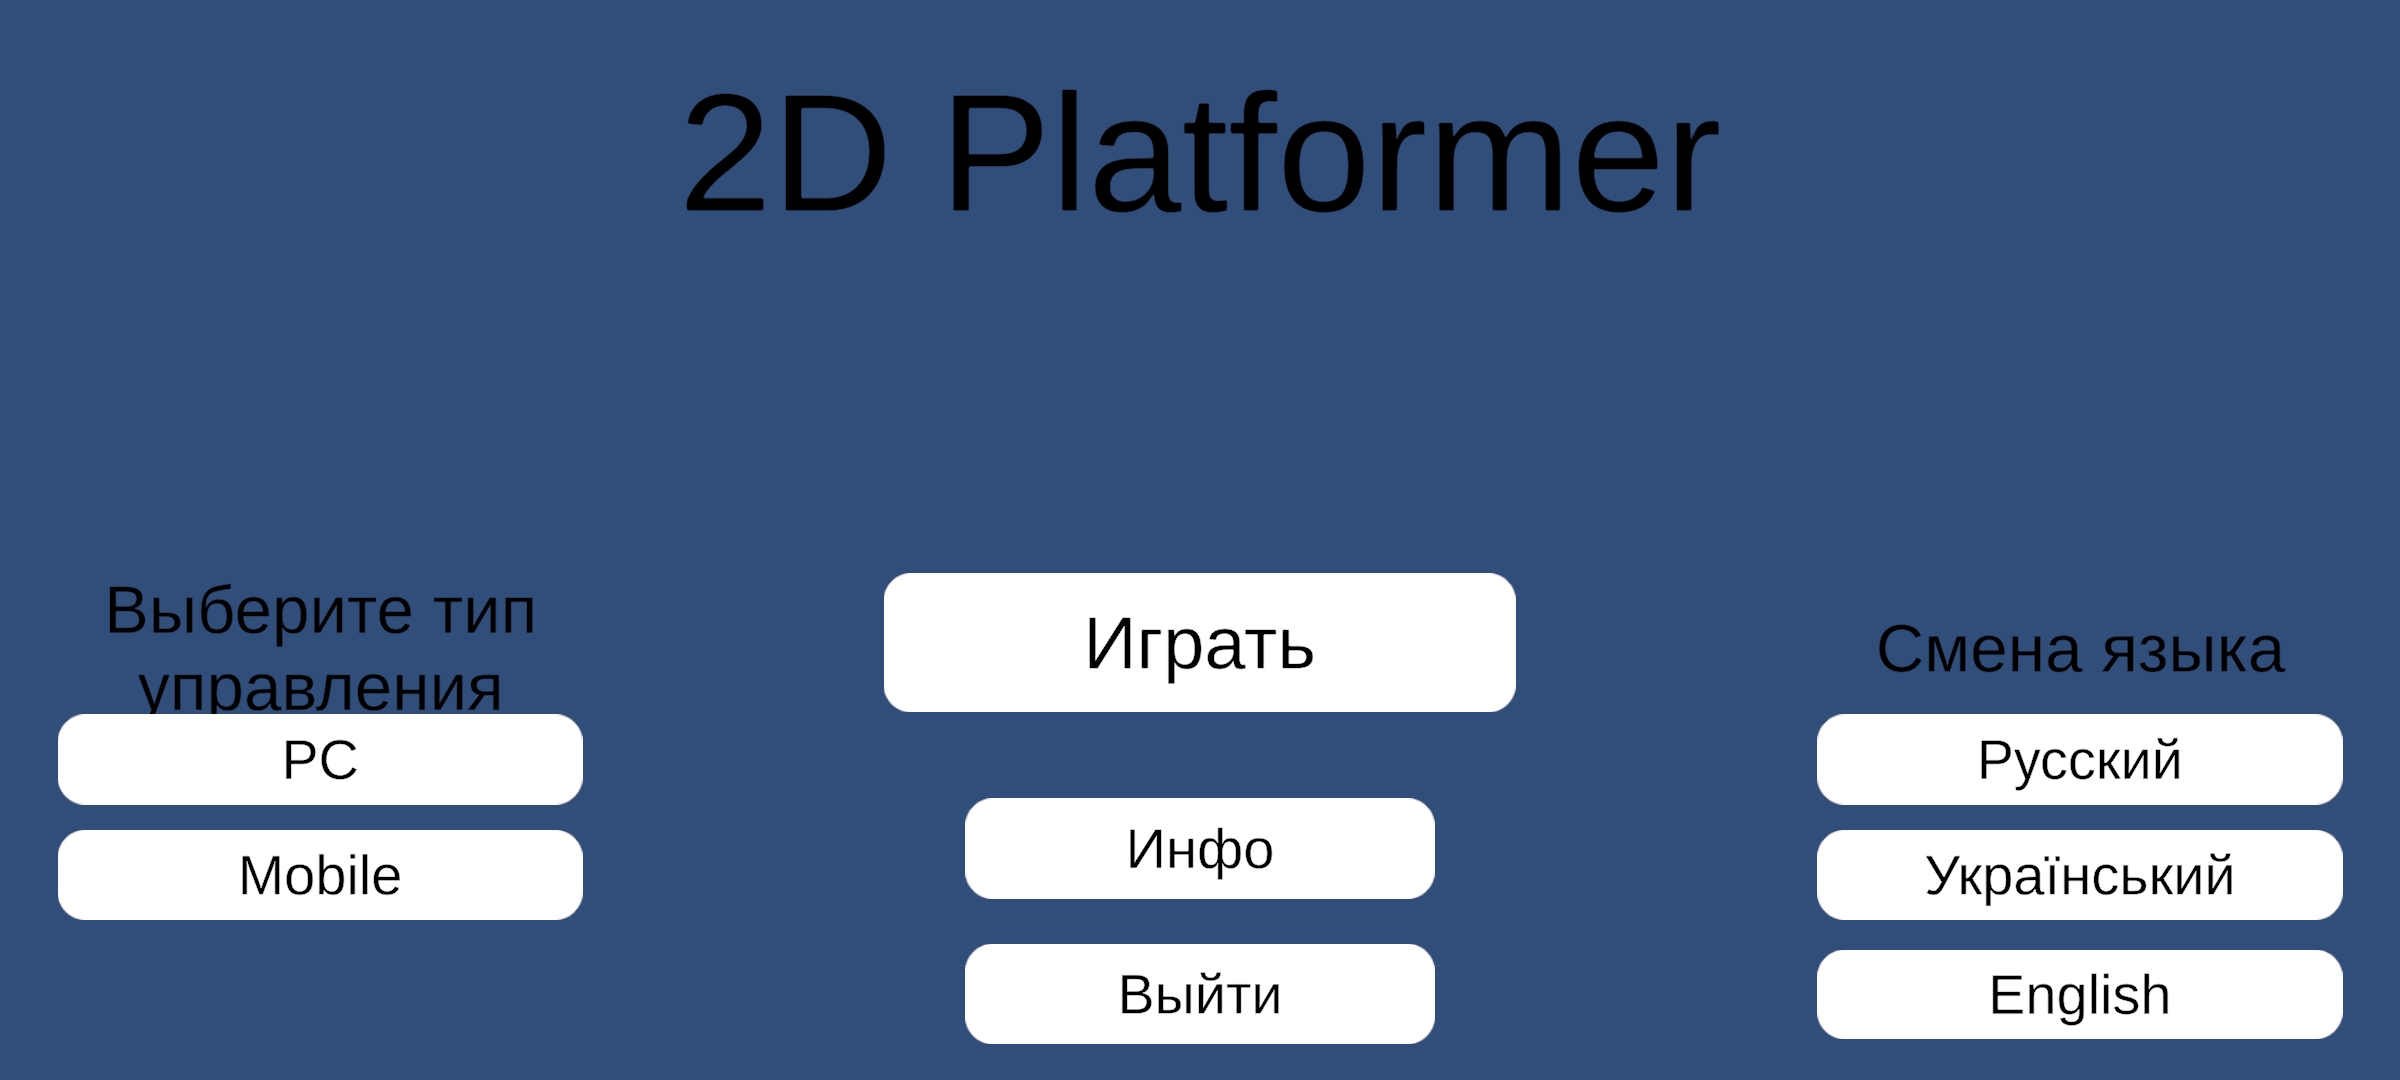 2D Platformer
Выберите тип
управления
PC
Mobile
Играть
Инфо
Выйти
Смена языка
Русский
Український
English